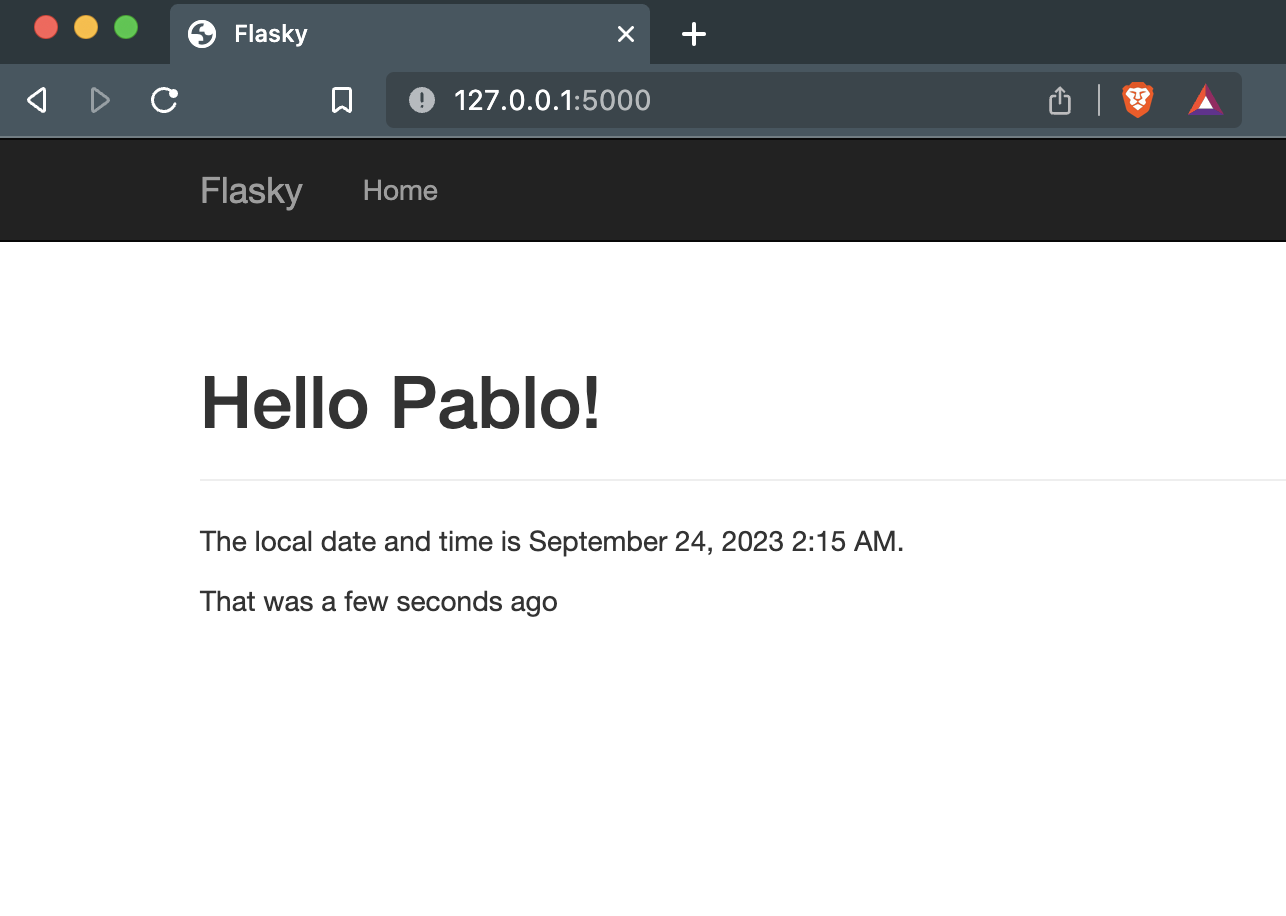 Flasky
127.0.0.1:5000
Flasky Home
Hello Pablo!
The local date and time is September 24, 2023 2:15 AM.
That was a few seconds ago